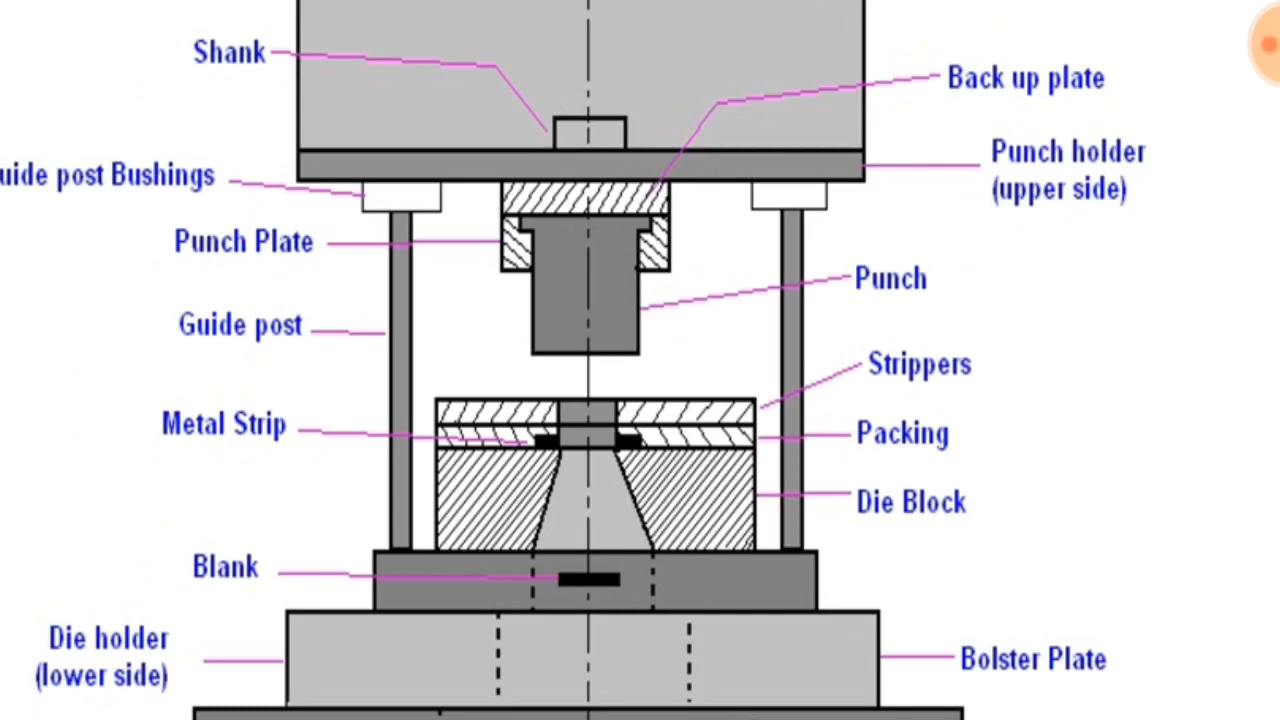 Shank
Back up plate
Punch holder
(upper side)
uide post Bushings
Punch Plate
Punch
Guide post
Strippers
Metal Strip
Packing
Die Block
Blank
Die holder
(lower side)
Bolster Plate